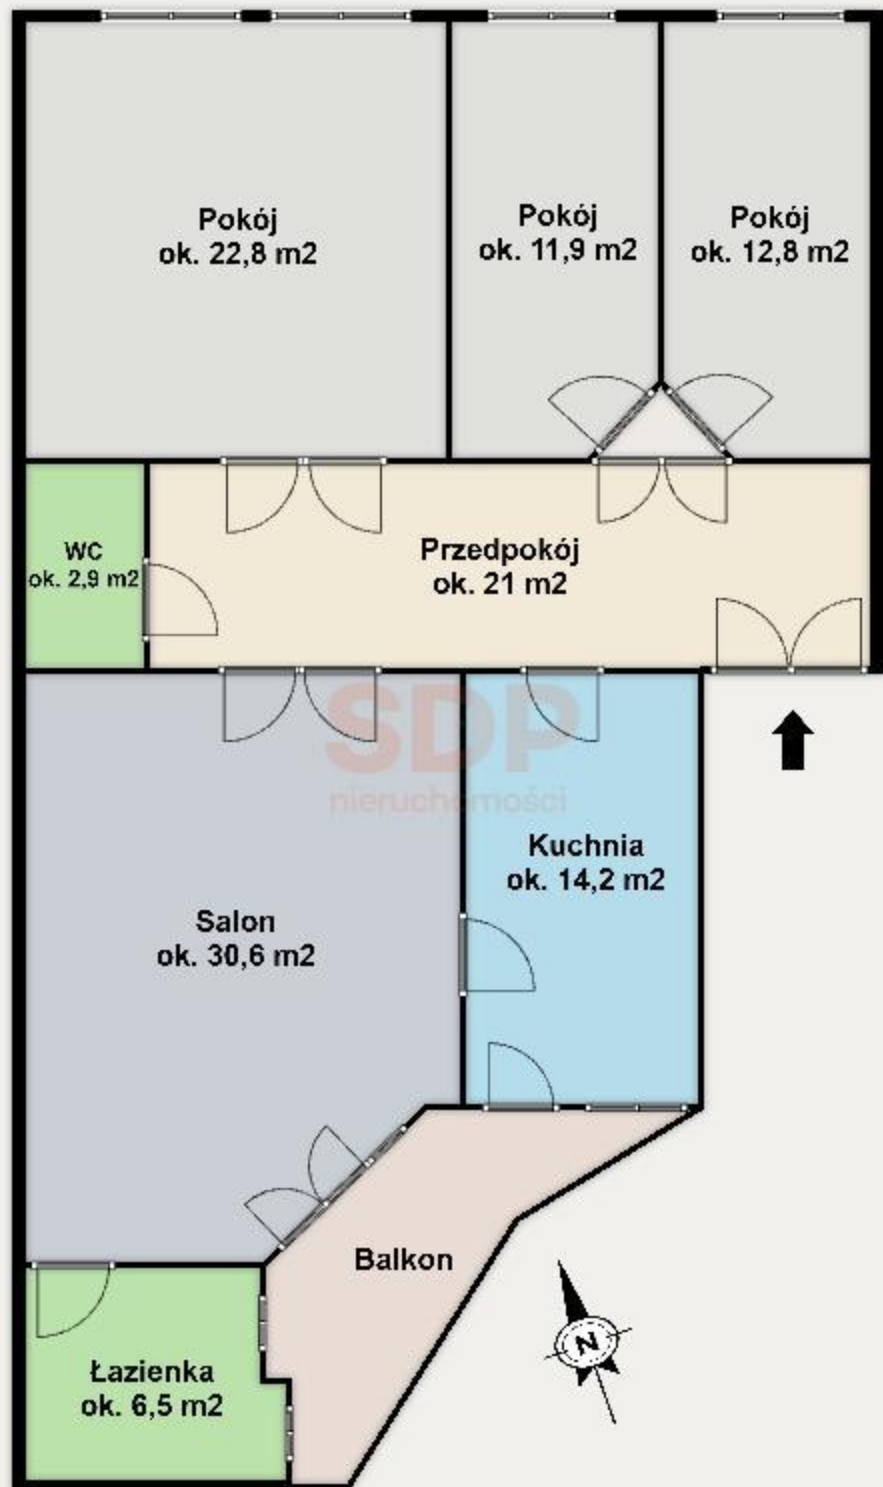 Pokój
ok. 22,8 m2
Pokój
ok. 11,9 m2
Pokój
ok. 12,8 m2
WC
ok. 2,9 m2
Przedpokój
ok. 21 m2
SDP
nieruchomości
Kuchnia
ok. 14,2 m2
Salon
ok. 30,6 m2
Balkon
N
Łazienka
ok. 6,5 m2